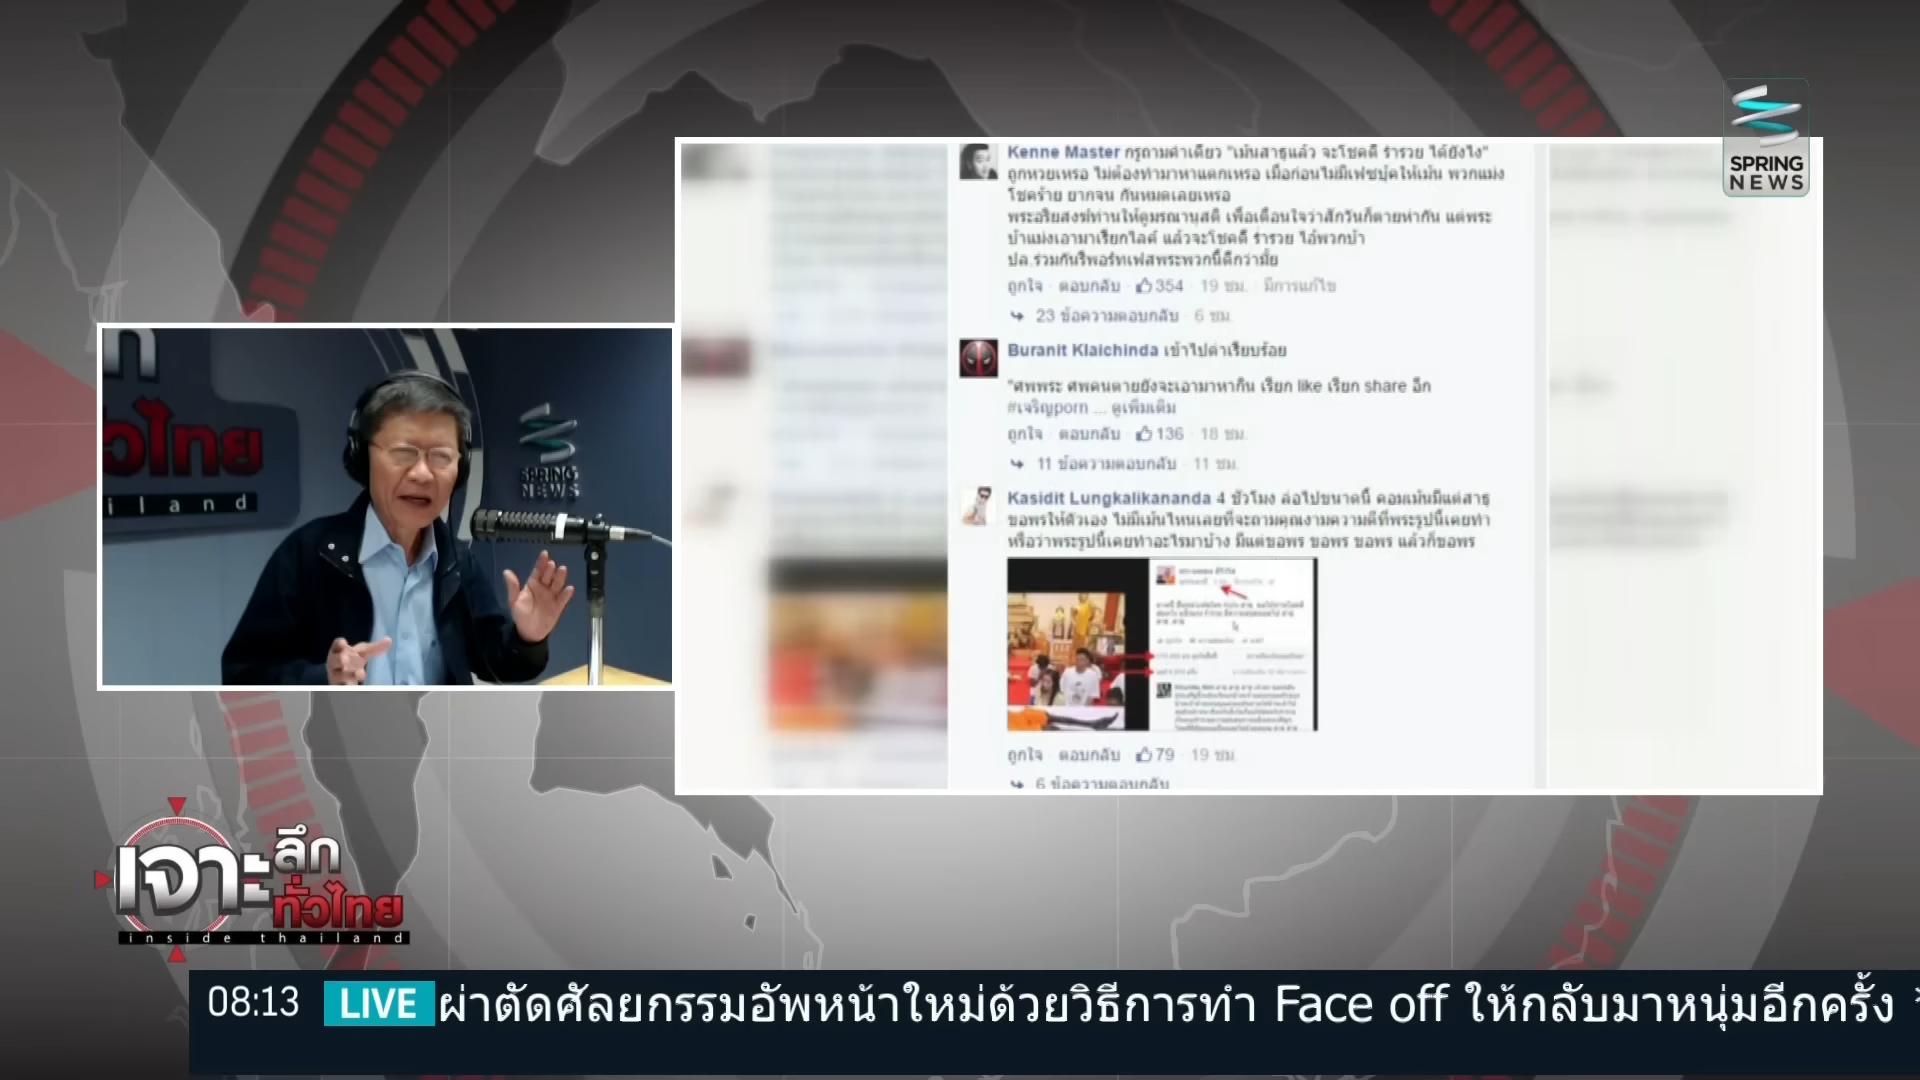 SPRING
NEWS
Kenne Master กรูถามคำเดียว "เม้นสาธุแล้ว จะโชคดี ร่ำรวย ได้ยังไง"
ถูกหวยเหรอ ไม่ต้องทำมาหาแดกเหรอ เมื่อก่อนไม่มีเฟซบุ้คให้เม้น พวกแม่ง
โชคร้าย ยากจน กันหมดเลยเหรอ
พระอริยสงฆ์ท่านให้ดูมรณานุสติ เพื่อเตือนใจว่าสักวันก็ตายห่ากัน แต่พระ
บ้าแม่งเอามาเรียกไลค์ แล้วจะโชคดี ร่ำรวย ไอ้พวกบ้า
ปล.ร่วมกันรีพอร์ทเฟสพระพวกนี้ดีกว่ามั้ย
ถูกใจ · ตอบกลับ · 354 · 19 ชม. · มีการแก้ไข
23 ข้อความตอบกลับ · 6 ชม.
Buranit Klaichinda เข้าไปด่าเรียบร้อย
"ศพพระ ศพคนตายยังจะเอามาหากิน เรียก like เรียก share อีก
#เจริญporn ... ดูเพิ่มเติม
ถูกใจ · ตอบกลับ · 136 · 18 ชม.
11 ข้อความตอบกลับ · 11 ชม.
Kasidit Lungkalikananda 4 ชั่วโมง ล่อไปขนาดนี้ คอมเม้นมีแต่สาธุ
ขอพรให้ตัวเอง ไม่มีเม้นไหนเลยที่จะถามคุณงามความดีที่พระรูปนี้เคยทำ
หรือว่าพระรูปนี้เคยทำอะไรมาบ้าง มีแต่ขอพร ขอพร ขอพร แล้วก็ขอพร
ถูกใจ · ตอบกลับ · 79 · 19 ชม.
6 ข้อความตอบกลับ
ทั่วไทย
iland
SPRING
NEWS
เจาะลึก
ทั่วไทย
inside thailand
08:13 LIVE ผ่าตัดศัลยกรรมอัพหน้าใหม่ด้วยวิธีการทำ Face off ให้กลับมาหนุ่มอีกครั้ง